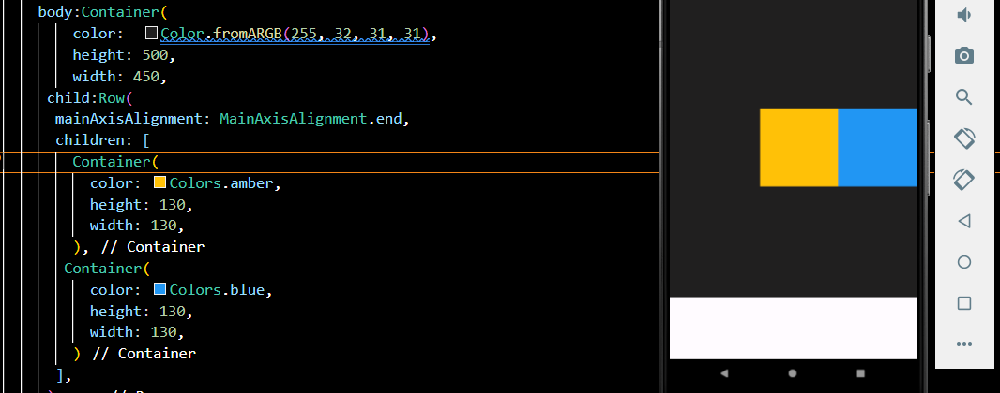 body:Container(
color: Color.fromARGB(255, 32, 31, 31),
height: 500,
width: 450,
child:Row(
mainAxisAlignment: MainAxisAlignment.end,
children: [
Container(
color: Colors.amber,
height: 130,
width: 130,
), // Container
Container(
color: Colors.blue,
height: 130,
width: 130,
) // Container
],